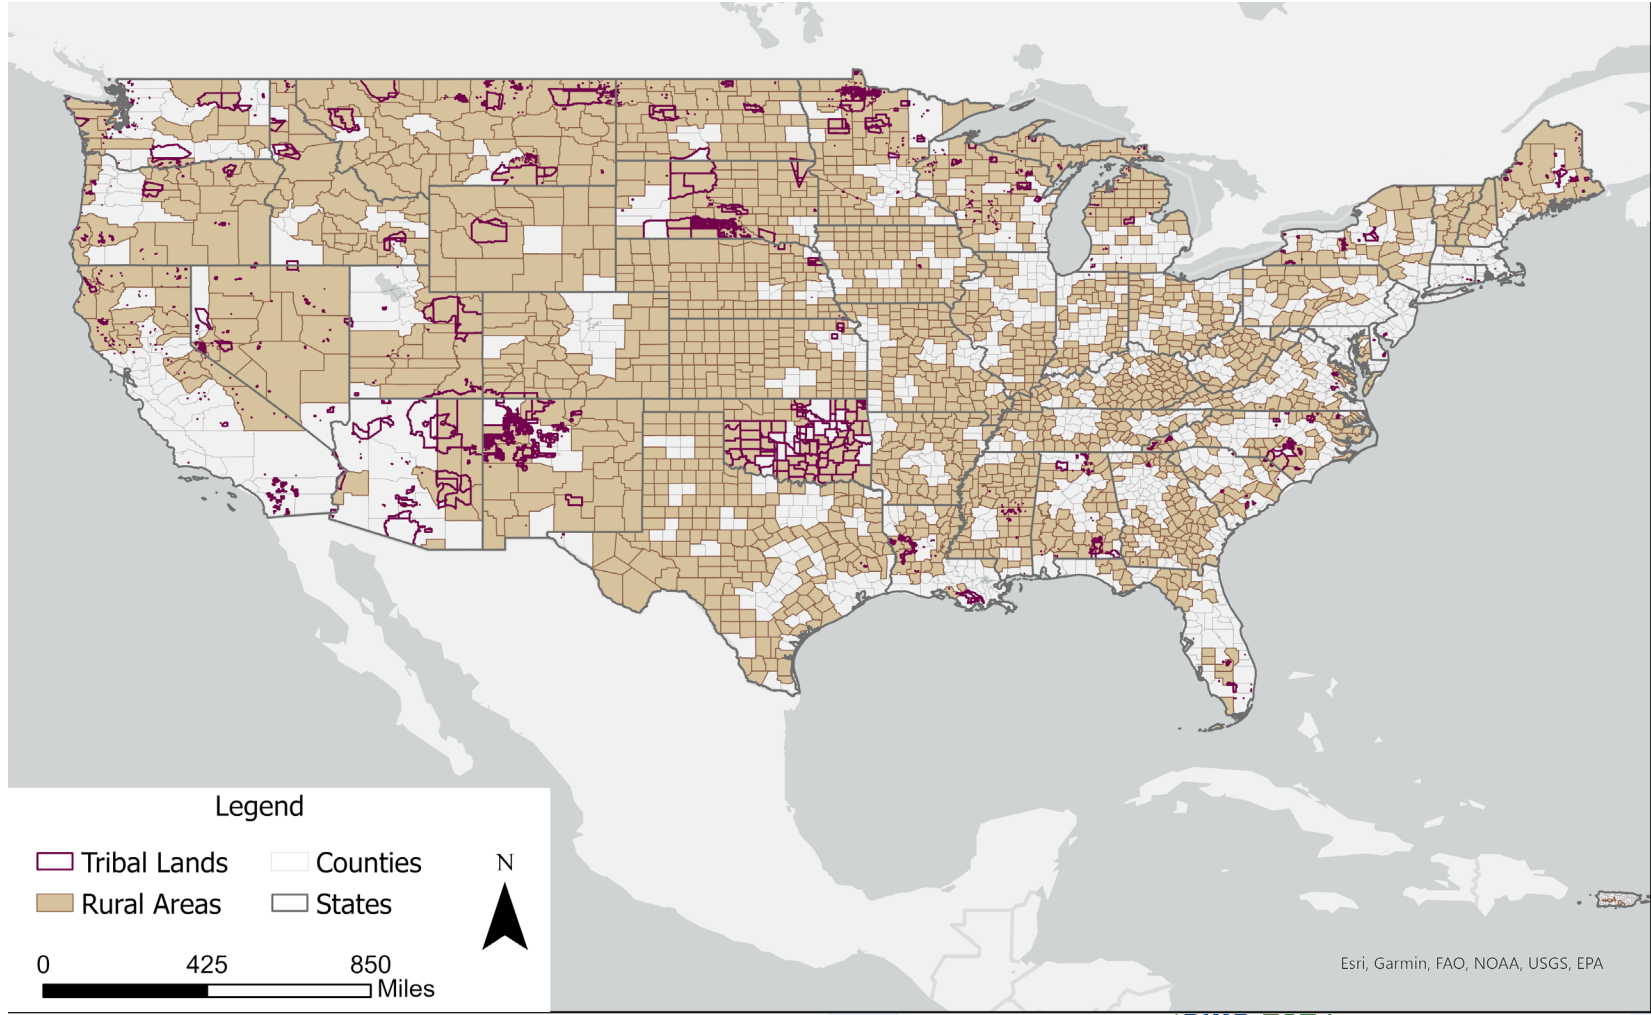 Legend
Tribal Lands
Counties
N
Rural Areas
States
0 425 850
Miles
Esri, Garmin, FAO, NOAA, USGS, EPA